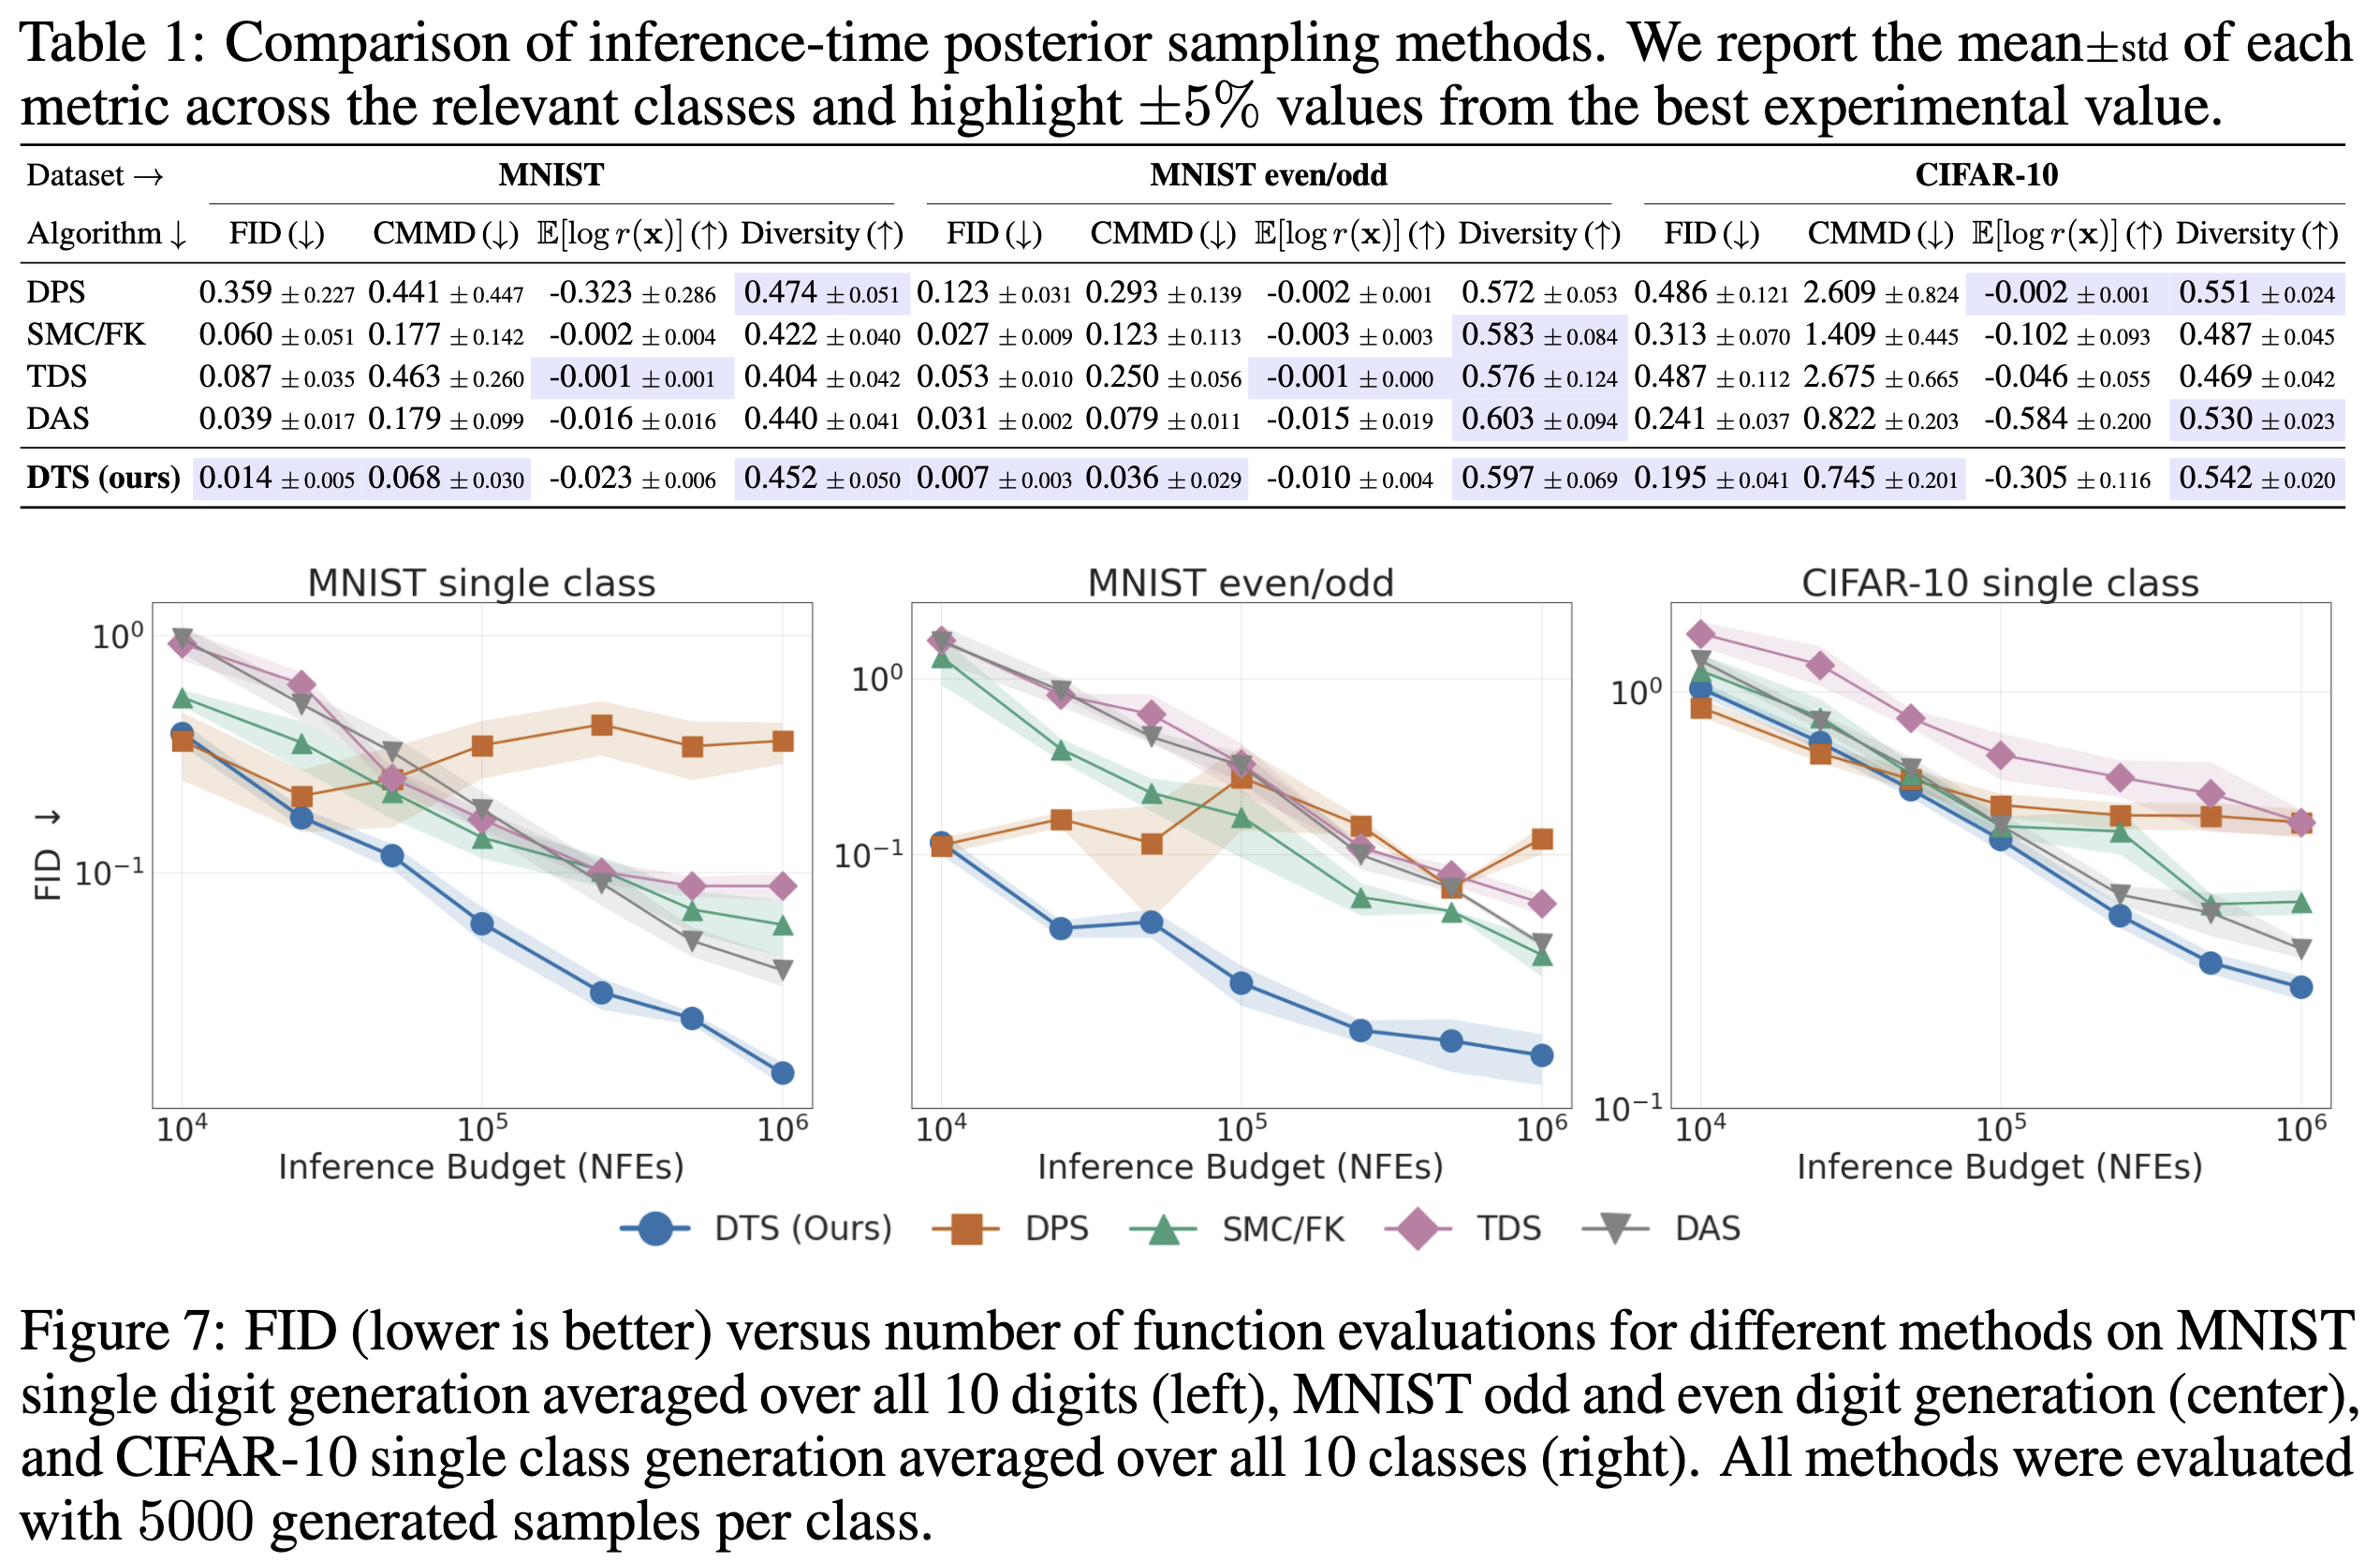 Table 1: Comparison of inference-time posterior sampling methods. We report the mean±std of each
metric across the relevant classes and highlight ±5% values from the best experimental value.
Dataset → MNIST MNIST even/odd CIFAR-10
Algorithm ↓ FID (↓) CMMD (↓) 𝔼[log r(x)] (↑) Diversity (↑) FID (↓) CMMD (↓) 𝔼[log r(x)] (↑) Diversity (↑) FID (↓) CMMD (↓) 𝔼[log r(x)] (↑) Diversity (↑)
DPS 0.359 ± 0.227 0.441 ± 0.447 -0.323 ± 0.286 0.474 ± 0.051 0.123 ± 0.031 0.293 ± 0.139 -0.002 ± 0.001 0.572 ± 0.053 0.486 ± 0.121 2.609 ± 0.824 -0.002 ± 0.001 0.551 ± 0.024
SMC/FK 0.060 ± 0.051 0.177 ± 0.142 -0.002 ± 0.004 0.422 ± 0.040 0.027 ± 0.009 0.123 ± 0.113 -0.003 ± 0.003 0.583 ± 0.084 0.313 ± 0.070 1.409 ± 0.445 -0.102 ± 0.093 0.487 ± 0.045
TDS 0.087 ± 0.035 0.463 ± 0.260 -0.001 ± 0.001 0.404 ± 0.042 0.053 ± 0.010 0.250 ± 0.056 -0.001 ± 0.000 0.576 ± 0.124 0.487 ± 0.112 2.675 ± 0.665 -0.046 ± 0.055 0.469 ± 0.042
DAS 0.039 ± 0.017 0.179 ± 0.099 -0.016 ± 0.016 0.440 ± 0.041 0.031 ± 0.002 0.079 ± 0.011 -0.015 ± 0.019 0.603 ± 0.094 0.241 ± 0.037 0.822 ± 0.203 -0.584 ± 0.200 0.530 ± 0.023
DTS (ours) 0.014 ± 0.005 0.068 ± 0.030 -0.023 ± 0.006 0.452 ± 0.050 0.007 ± 0.003 0.036 ± 0.029 -0.010 ± 0.004 0.597 ± 0.069 0.195 ± 0.041 0.745 ± 0.201 -0.305 ± 0.116 0.542 ± 0.020
MNIST single class
FID ↓
10⁰
10⁻¹
10⁴ 10⁵ 10⁶
Inference Budget (NFEs)
MNIST even/odd
10⁰
10⁻¹
10⁴ 10⁵ 10⁶
Inference Budget (NFEs)
CIFAR-10 single class
10⁰
10⁻¹
10⁴ 10⁵ 10⁶
Inference Budget (NFEs)
DTS (Ours) DPS SMC/FK TDS DAS
Figure 7: FID (lower is better) versus number of function evaluations for different methods on MNIST
single digit generation averaged over all 10 digits (left), MNIST odd and even digit generation (center),
and CIFAR-10 single class generation averaged over all 10 classes (right). All methods were evaluated
with 5000 generated samples per class.